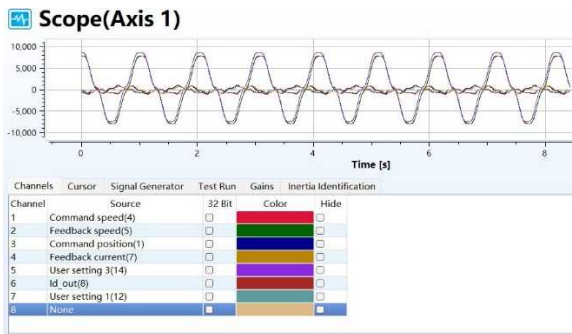 Scope(Axis 1)
10,000
5,000
0
-5,000
-10,000
0 2 4 6 8
Time [s]
Channels Cursor Signal Generator Test Run Gains Inertia Identification
Channel Source 32 Bit Color Hide
1 Command speed(4)
2 Feedback speed(5)
3 Command position(1)
4 Feedback current(7)
5 User setting 3(14)
6 Id_out(8)
7 User setting 1(12)
8 None